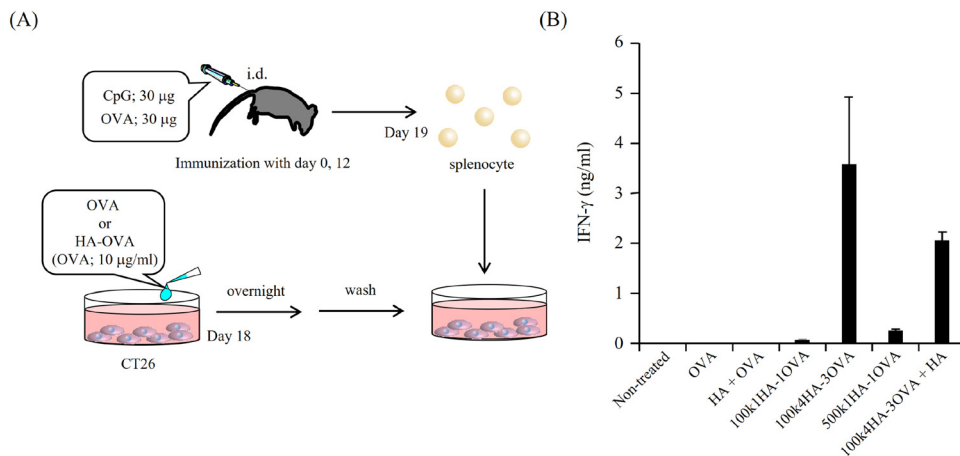 (A)
i.d.
CpG; 30 μg
OVA; 30 μg
Immunization with day 0, 12
Day 19
splenocyte
OVA
or
HA-OVA
(OVA; 10 μg/ml)
overnight
wash
Day 18
CT26
(B)
IFN-γ (ng/ml)
6
5
4
3
2
1
0
Non-treated
OVA
HA + OVA
100k1HA-1OVA
100k4HA-3OVA
500k1HA-1OVA
100k4HA-3OVA + HA